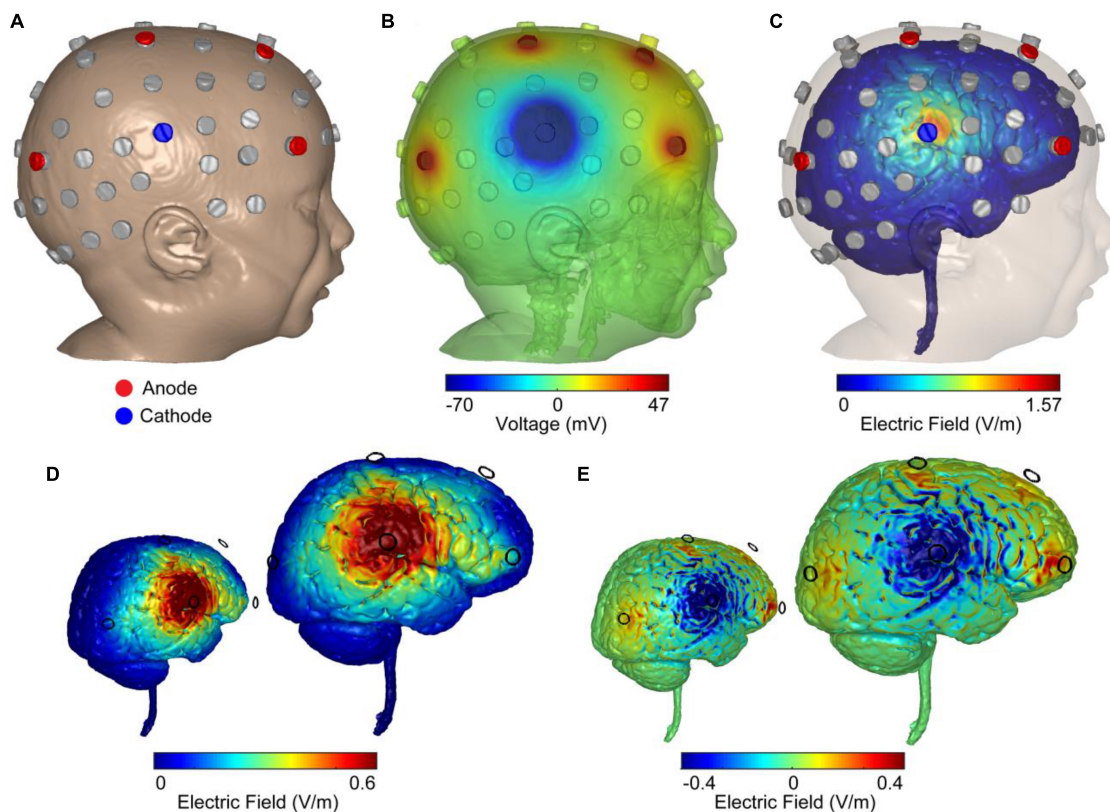 A
B
C
Anode
Cathode
-70 0 47
Voltage (mV)
0 1.57
Electric Field (V/m)
D
E
0 0.6
Electric Field (V/m)
-0.4 0 0.4
Electric Field (V/m)